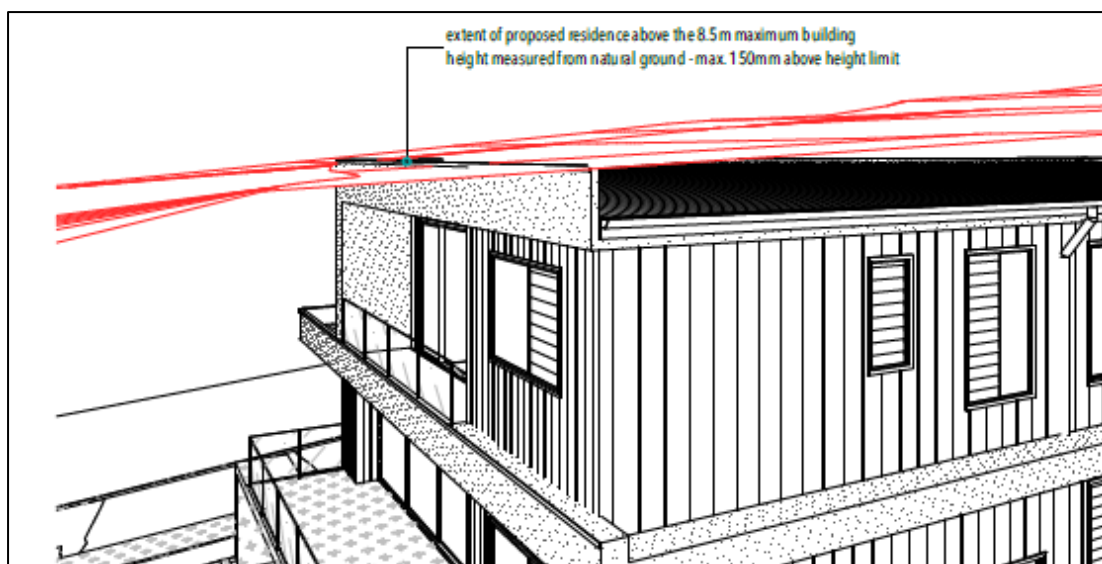 extent of proposed residence above the 8.5m maximum building
height measured from natural ground - max. 150mm above height limit